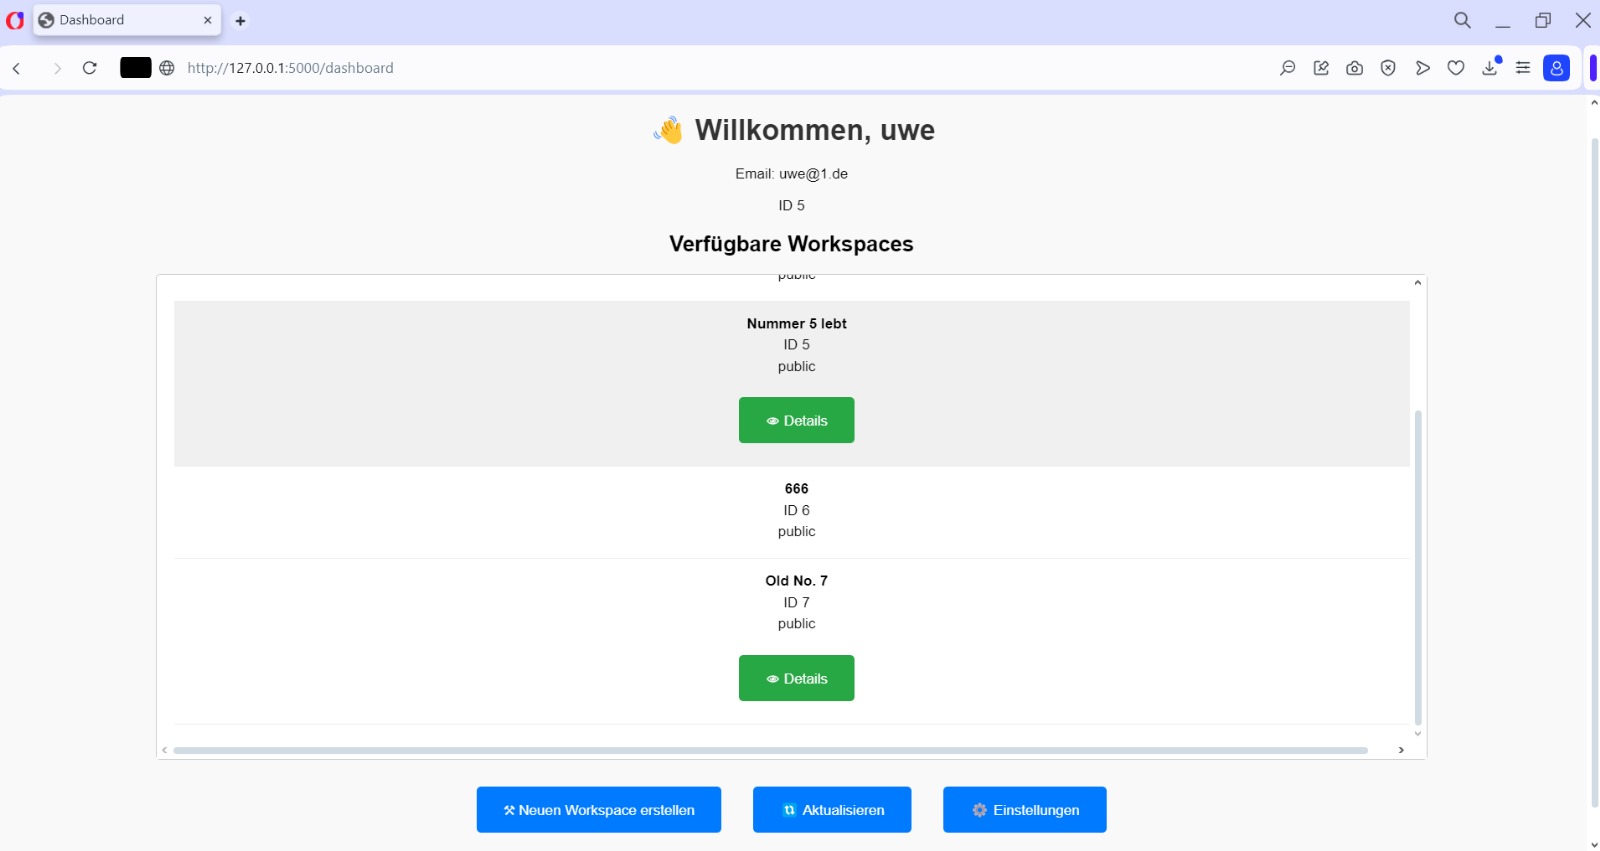 Dashboard
http://127.0.0.1:5000/dashboard
👋 Willkommen, uwe
Email: uwe@1.de
ID 5
Verfügbare Workspaces
public
Nummer 5 lebt
ID 5
public
👁 Details
666
ID 6
public
Old No. 7
ID 7
public
👁 Details
⚒ Neuen Workspace erstellen
🔃 Aktualisieren
⚙️ Einstellungen